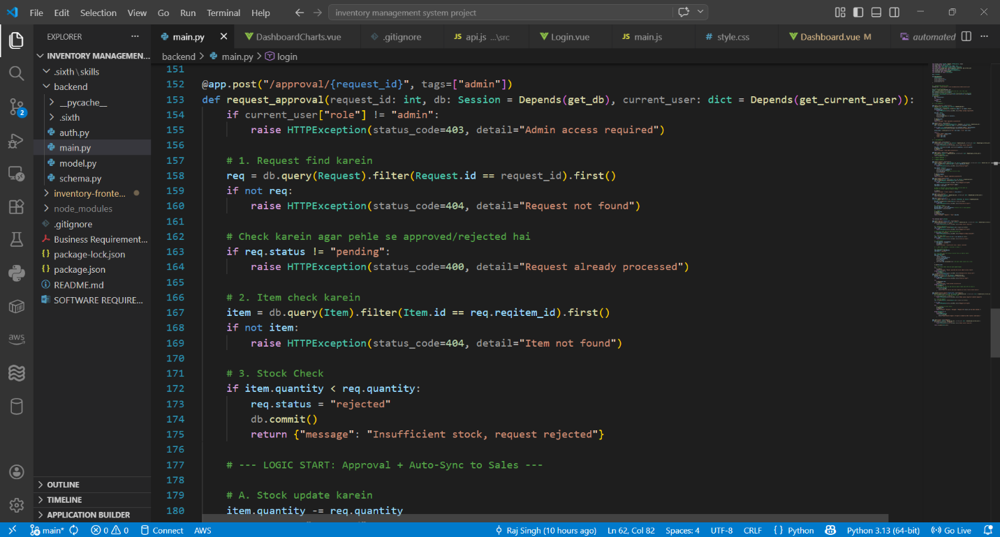 File Edit Selection View Go Run Terminal Help
inventory management system project
EXPLORER
main.py
DashboardCharts.vue
.gitignore
JS api.js ...\src
Login.vue
JS main.js
# style.css
Dashboard.vue M
automated
INVENTORY MANAGEMEN...
backend > main.py > login
.sixth\skills
backend
__pycache__
.sixth
auth.py
main.py
model.py
schema.py
inventory-fronte...
node_modules
.gitignore
Business Requirement...
{} package-lock.json
{} package.json
README.md
SOFTWARE REQUIRE...
OUTLINE
TIMELINE
APPLICATION BUILDER
2
aws
151
152 @app.post("/approval/{request_id}", tags=["admin"])
153 def request_approval(request_id: int, db: Session = Depends(get_db), current_user: dict = Depends(get_current_user)):
154 if current_user["role"] != "admin":
155 raise HTTPException(status_code=403, detail="Admin access required")
156
157 # 1. Request find karein
158 req = db.query(Request).filter(Request.id == request_id).first()
159 if not req:
160 raise HTTPException(status_code=404, detail="Request not found")
161
162 # Check karein agar pehle se approved/rejected hai
163 if req.status != "pending":
164 raise HTTPException(status_code=400, detail="Request already processed")
165
166 # 2. Item check karein
167 item = db.query(Item).filter(Item.id == req.reqitem_id).first()
168 if not item:
169 raise HTTPException(status_code=404, detail="Item not found")
170
171 # 3. Stock Check
172 if item.quantity < req.quantity:
173 req.status = "rejected"
174 db.commit()
175 return {"message": "Insufficient stock, request rejected"}
176
177 # --- LOGIC START: Approval + Auto-Sync to Sales ---
178
179 # A. Stock update karein
180 item.quantity -= req.quantity
main* 0 0 Connect AWS Raj Singh (10 hours ago) Ln 62, Col 82 Spaces: 4 UTF-8 CRLF {} Python Python 3.13 (64-bit) Go Live